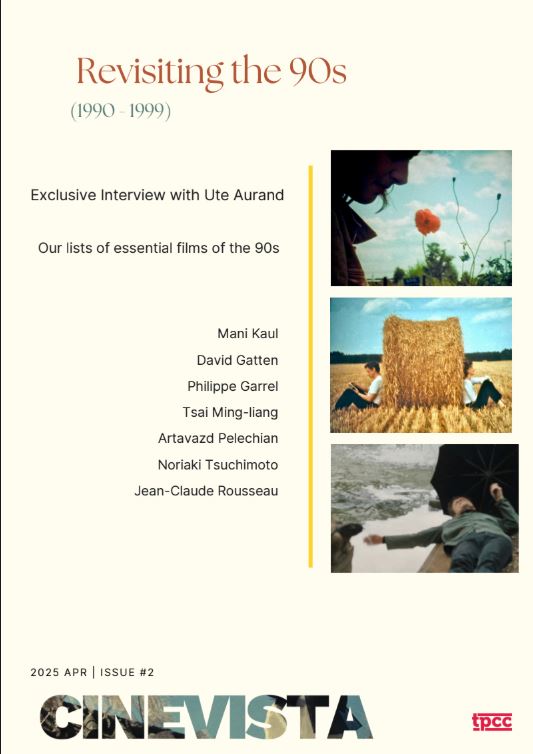 Revisiting the 90s
(1990 - 1999)
Exclusive Interview with Ute Aurand
Our lists of essential films of the 90s
Mani Kaul
David Gatten
Philippe Garrel
Tsai Ming-liang
Artavazd Pelechian
Noriaki Tsuchimoto
Jean-Claude Rousseau
2025 APR | ISSUE #2
CINEVISTA
tpcc